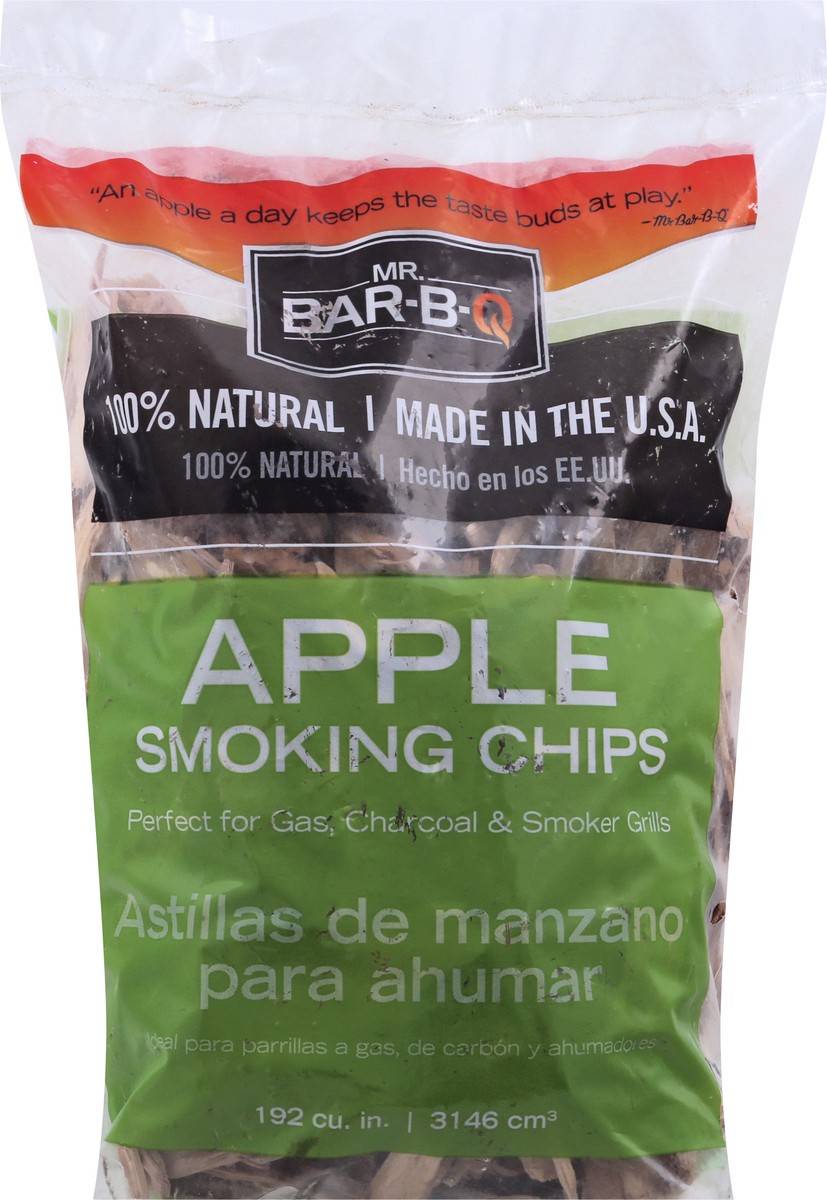 “An apple a day keeps the taste buds at play.”
–Mr. Bar-B-Q
MR.
BAR-B-Q
100% NATURAL | MADE IN THE U.S.A.
100% NATURAL | Hecho en los EE.UU.
APPLE
SMOKING CHIPS
Perfect for Gas, Charcoal & Smoker Grills
Astillas de manzano
para ahumar
Ideal para parrillas a gas, de carbón y ahumadores
192 cu. in. | 3146 cm³